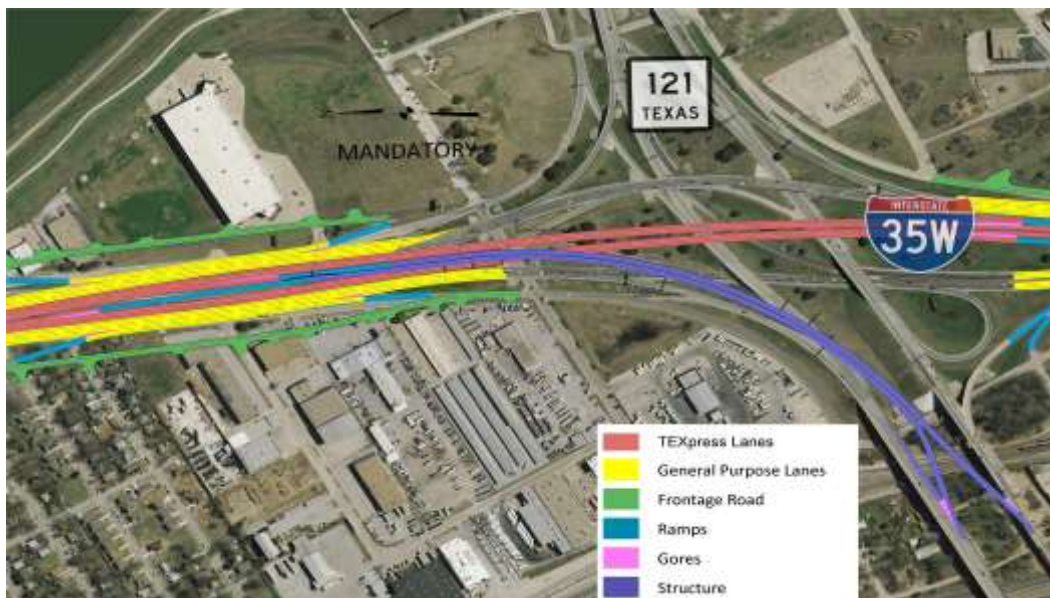 121
TEXAS
MANDATORY
INTERSTATE
35W
TEXpress Lanes
General Purpose Lanes
Frontage Road
Ramps
Gores
Structure